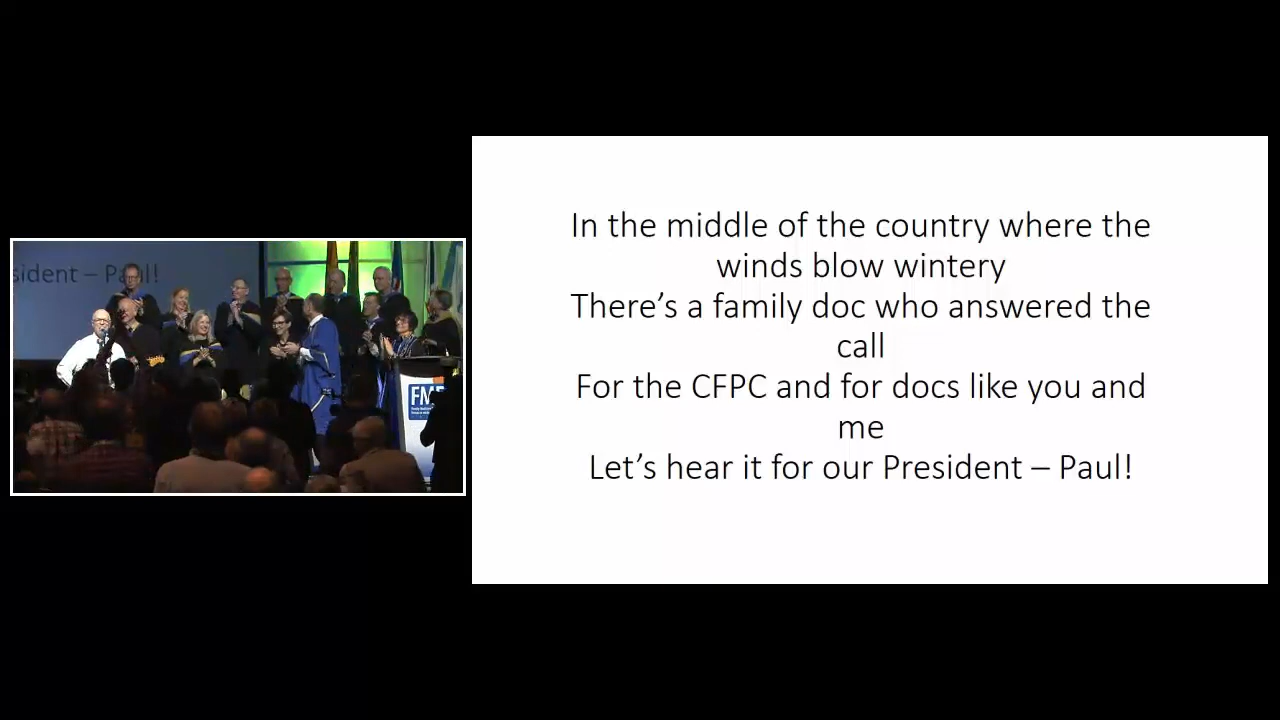 sident – Paul!
FMF
In the middle of the country where the
winds blow wintery
There’s a family doc who answered the
call
For the CFPC and for docs like you and
me
Let’s hear it for our President – Paul!